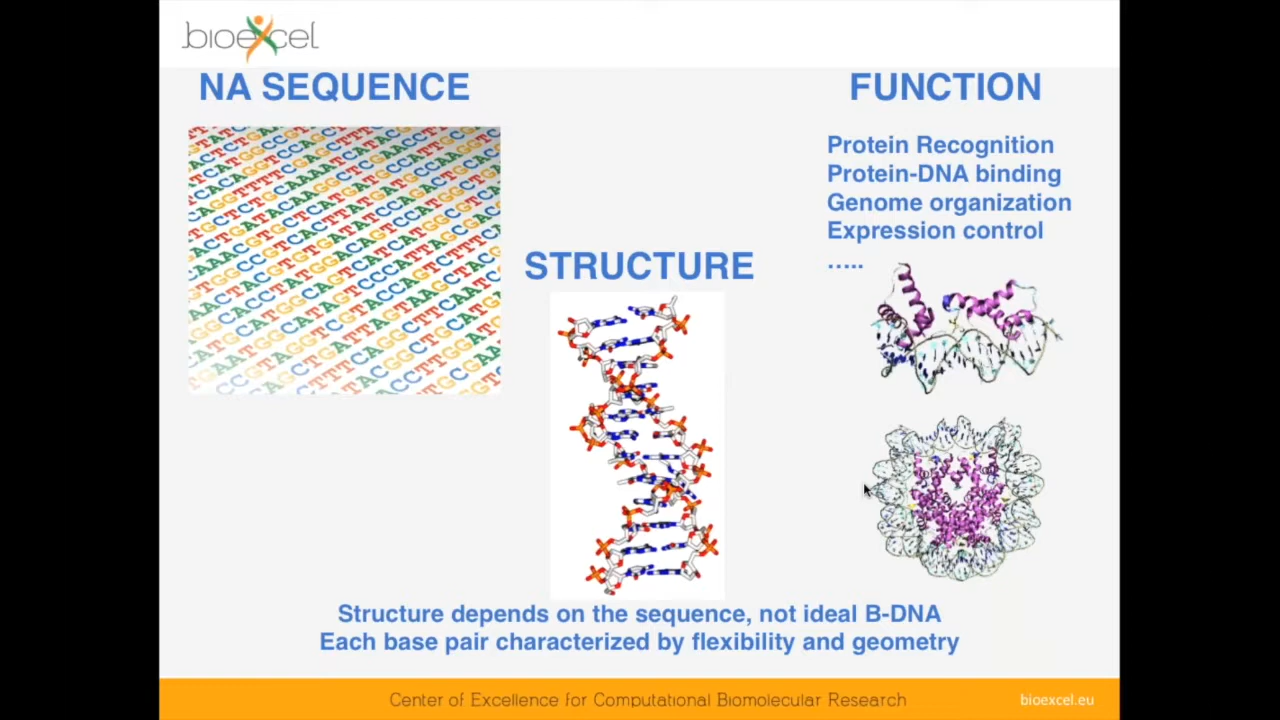 bioexcel
NA SEQUENCE
FUNCTION
Protein Recognition
Protein-DNA binding
Genome organization
Expression control
.....
STRUCTURE
Structure depends on the sequence, not ideal B-DNA
Each base pair characterized by flexibility and geometry
Center of Excellence for Computational Biomolecular Research
bioexcel.eu